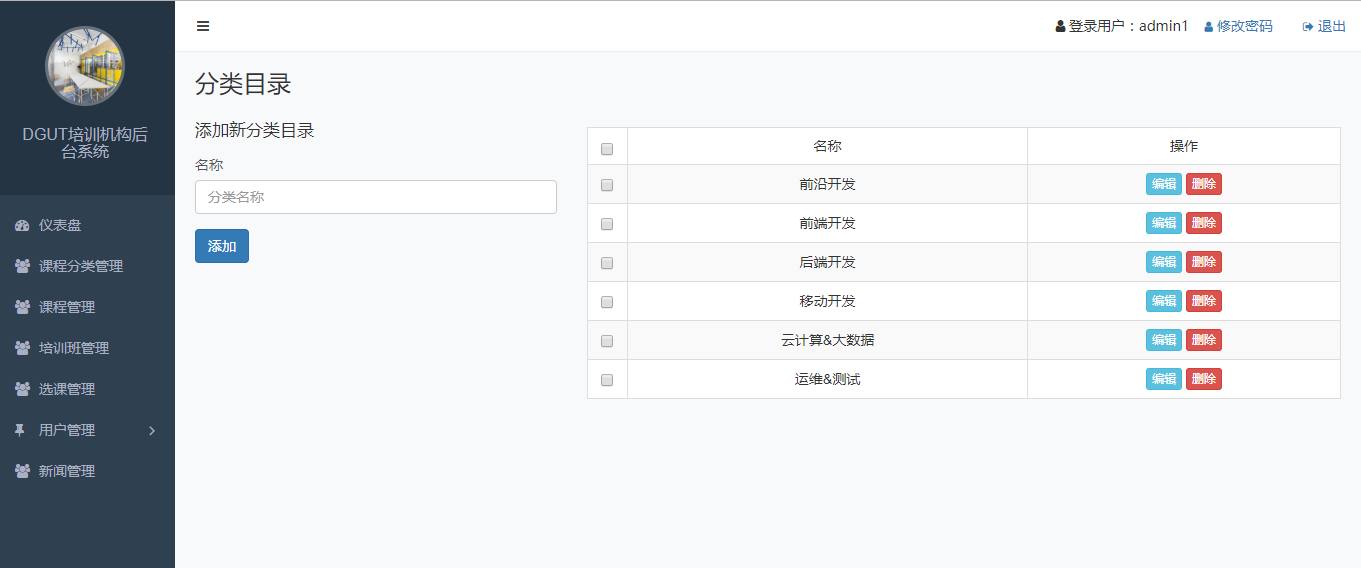 登录用户：admin1 修改密码 退出
DGUT培训机构后
台系统
仪表盘
课程分类管理
课程管理
培训班管理
选课管理
用户管理
新闻管理
分类目录
添加新分类目录
名称
分类名称
添加
名称 操作
前沿开发 编辑 删除
前端开发 编辑 删除
后端开发 编辑 删除
移动开发 编辑 删除
云计算&大数据 编辑 删除
运维&测试 编辑 删除